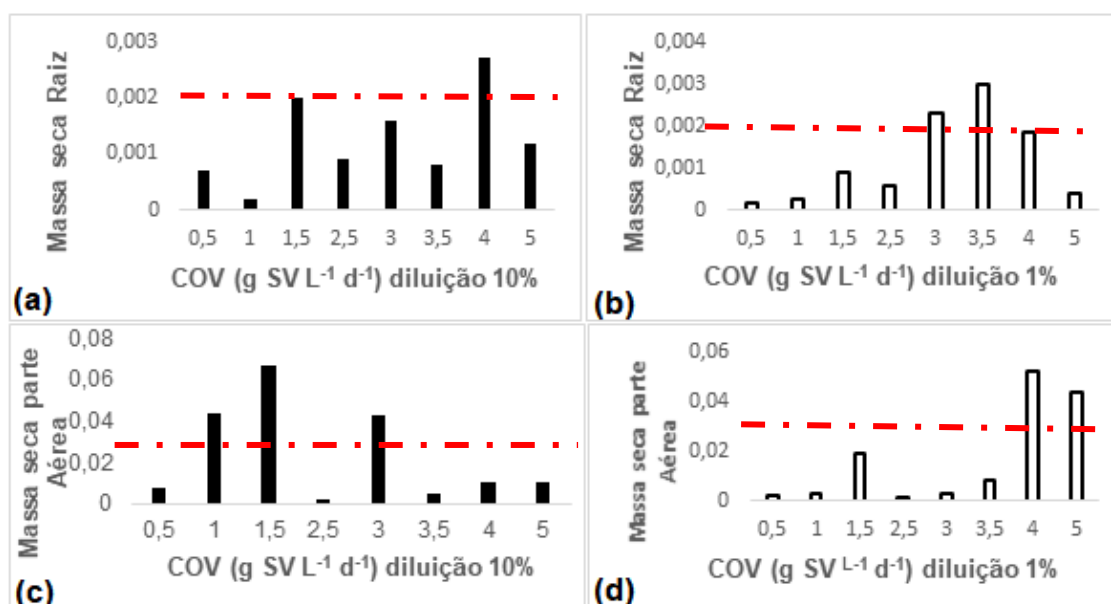 Massa seca Raiz
0,003
0,002
0,001
0
0,5 1 1,5 2,5 3 3,5 4 5
COV (g SV L⁻¹ d⁻¹) diluição 10%
(a)
Massa seca Raiz
0,004
0,003
0,002
0,001
0
0,5 1 1,5 2,5 3 3,5 4 5
COV (g SV L⁻¹ d⁻¹) diluição 1%
(b)
Massa seca parte
Aérea
0,08
0,06
0,04
0,02
0
0,5 1 1,5 2,5 3 3,5 4 5
COV (g SV L⁻¹ d⁻¹) diluição 10%
(c)
Massa seca parte
Aérea
0,06
0,04
0,02
0
0,5 1 1,5 2,5 3 3,5 4 5
COV (g SV ᴸ⁻¹ d⁻¹) diluição 1%
(d)